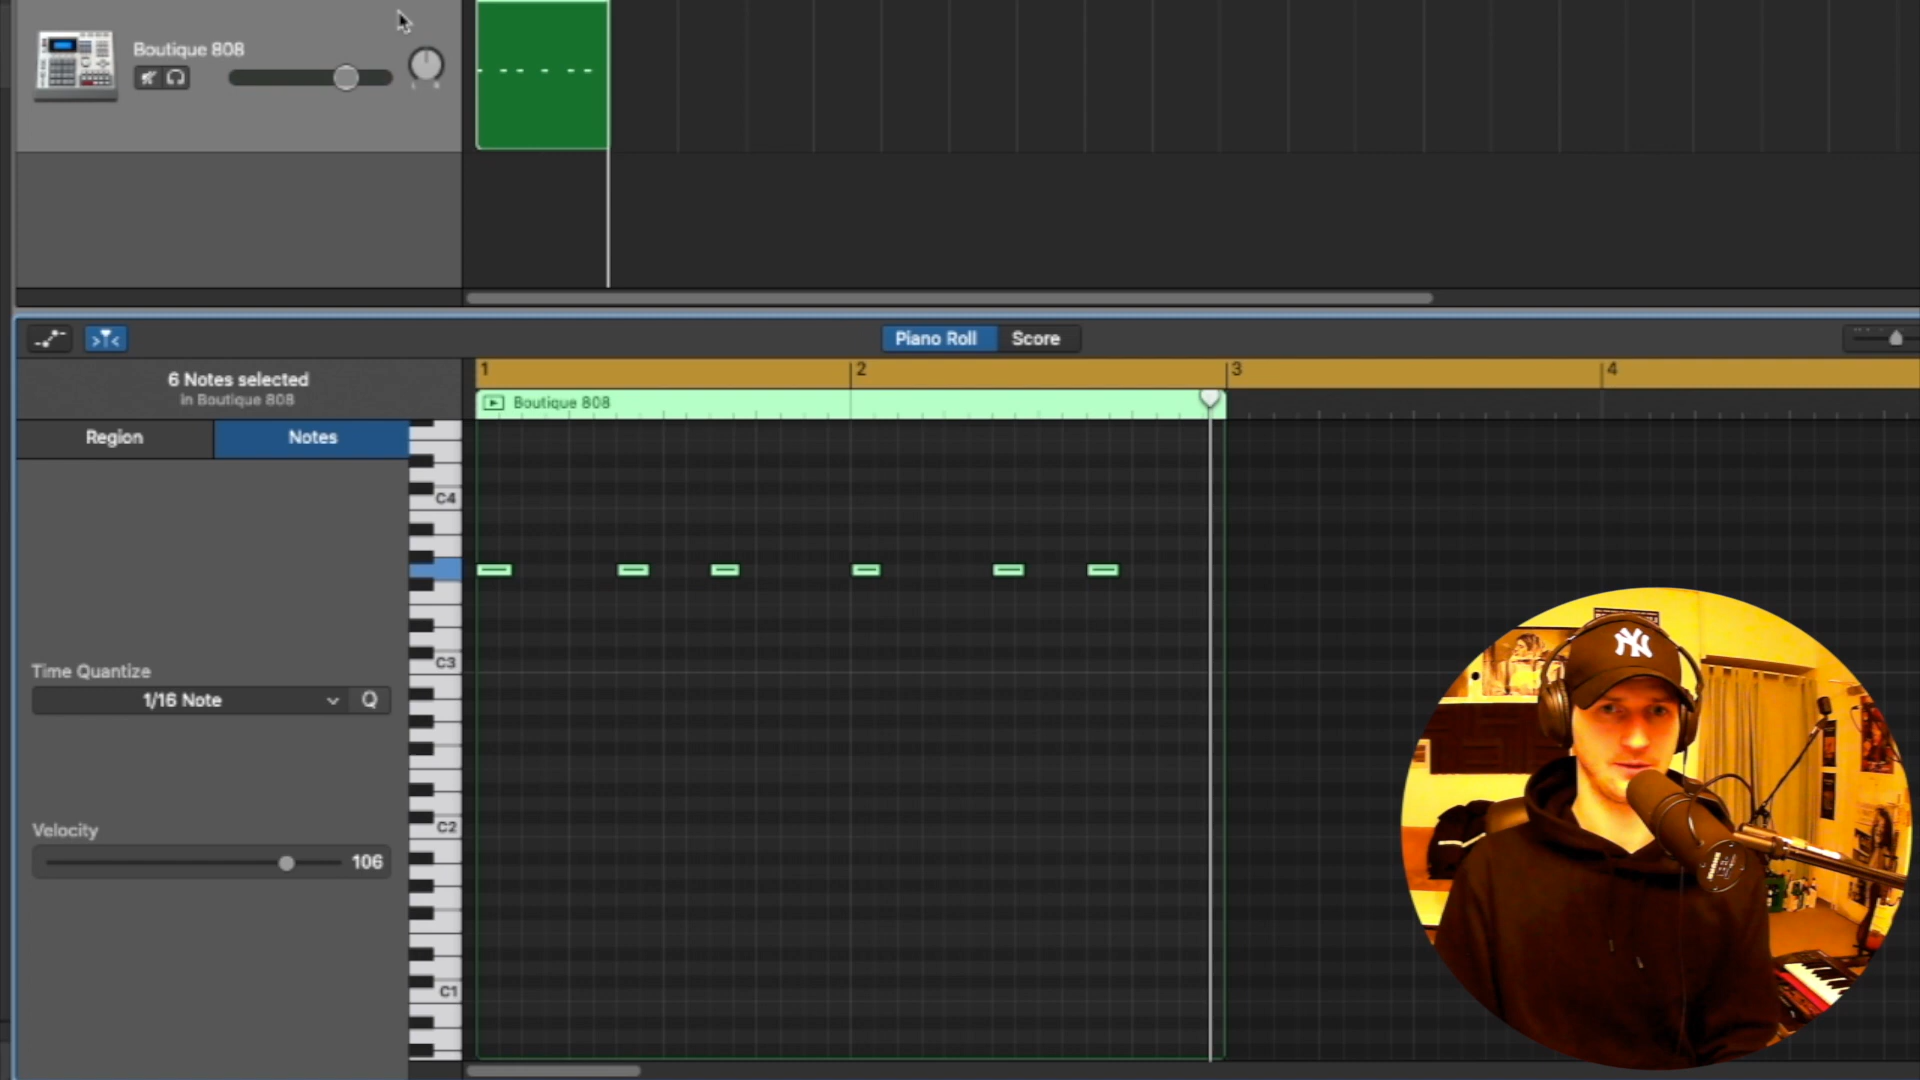 Boutique 808
Piano Roll
Score
6 Notes selected
in Boutique 808
1
2
3
4
Boutique 808
Region
Notes
C4
C3
Time Quantize
1/16 Note
Q
C2
Velocity
106
C1
NY